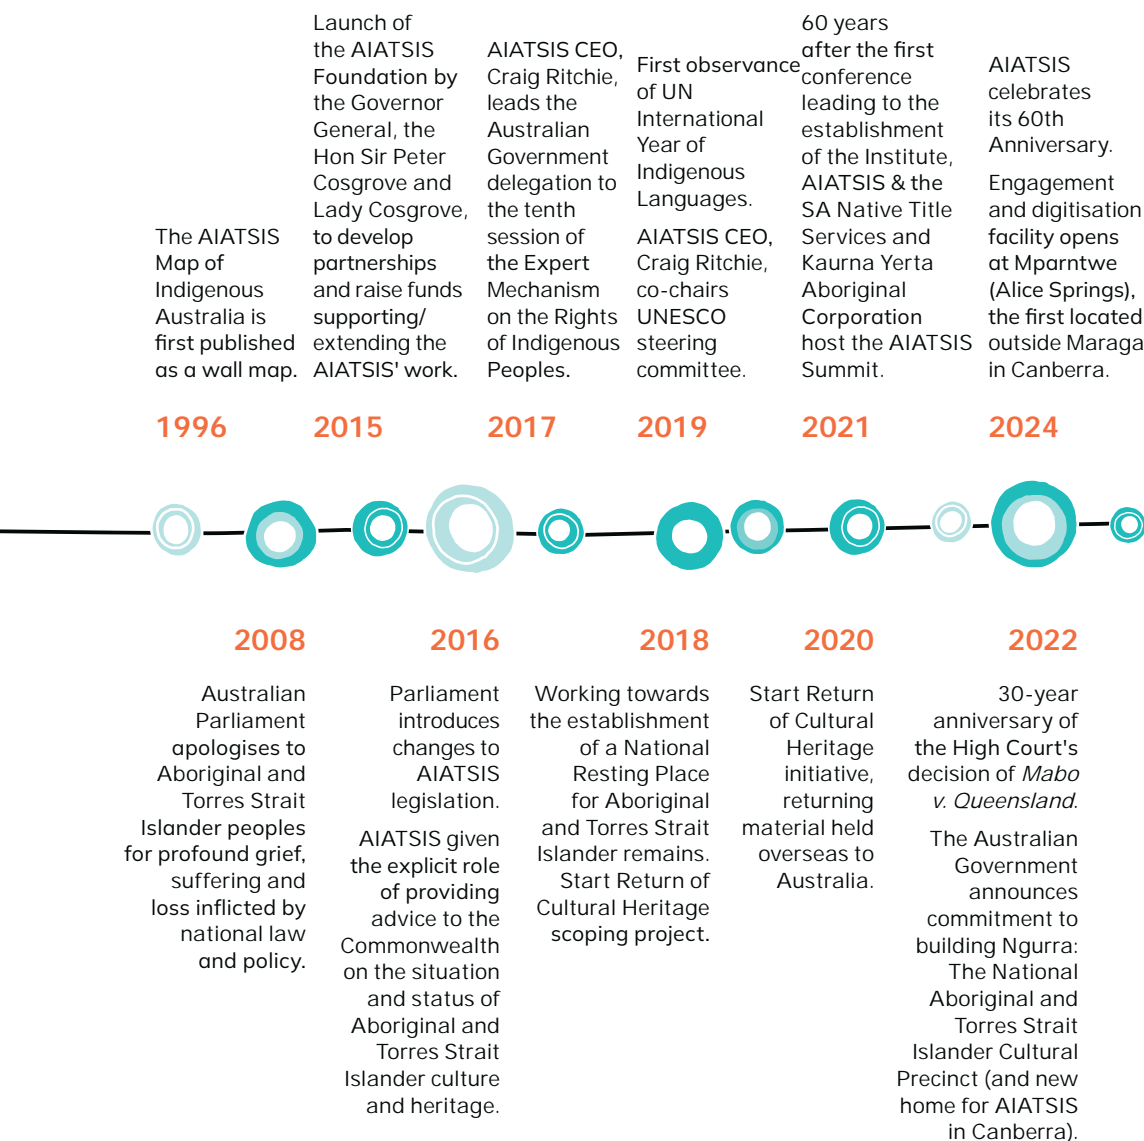 The AIATSIS
Map of
Indigenous
Australia is
first published
as a wall map.
1996
Launch of
the AIATSIS
Foundation by
the Governor
General, the
Hon Sir Peter
Cosgrove and
Lady Cosgrove,
to develop
partnerships
and raise funds
supporting/
extending the
AIATSIS' work.
2015
AIATSIS CEO,
Craig Ritchie,
leads the
Australian
Government
delegation to
the tenth
session of
the Expert
Mechanism
on the Rights
of Indigenous
Peoples.
2017
First observance
of UN
International
Year of
Indigenous
Languages.
AIATSIS CEO,
Craig Ritchie,
co-chairs
UNESCO
steering
committee.
2019
60 years
after the first
conference
leading to the
establishment
of the Institute,
AIATSIS & the
SA Native Title
Services and
Kaurna Yerta
Aboriginal
Corporation
host the AIATSIS
Summit.
2021
AIATSIS
celebrates
its 60th
Anniversary.
Engagement
and digitisation
facility opens
at Mparntwe
(Alice Springs),
the first located
outside Maraga
in Canberra.
2024
2008
Australian
Parliament
apologises to
Aboriginal and
Torres Strait
Islander peoples
for profound grief,
suffering and
loss inflicted by
national law
and policy.
2016
Parliament
introduces
changes to
AIATSIS
legislation.
AIATSIS given
the explicit role
of providing
advice to the
Commonwealth
on the situation
and status of
Aboriginal and
Torres Strait
Islander culture
and heritage.
2018
Working towards
the establishment
of a National
Resting Place
for Aboriginal
and Torres Strait
Islander remains.
Start Return of
Cultural Heritage
scoping project.
2020
Start Return
of Cultural
Heritage
initiative,
returning
material held
overseas to
Australia.
2022
30-year
anniversary of
the High Court's
decision of Mabo
v. Queensland.
The Australian
Government
announces
commitment to
building Ngurra:
The National
Aboriginal and
Torres Strait
Islander Cultural
Precinct (and new
home for AIATSIS
in Canberra).